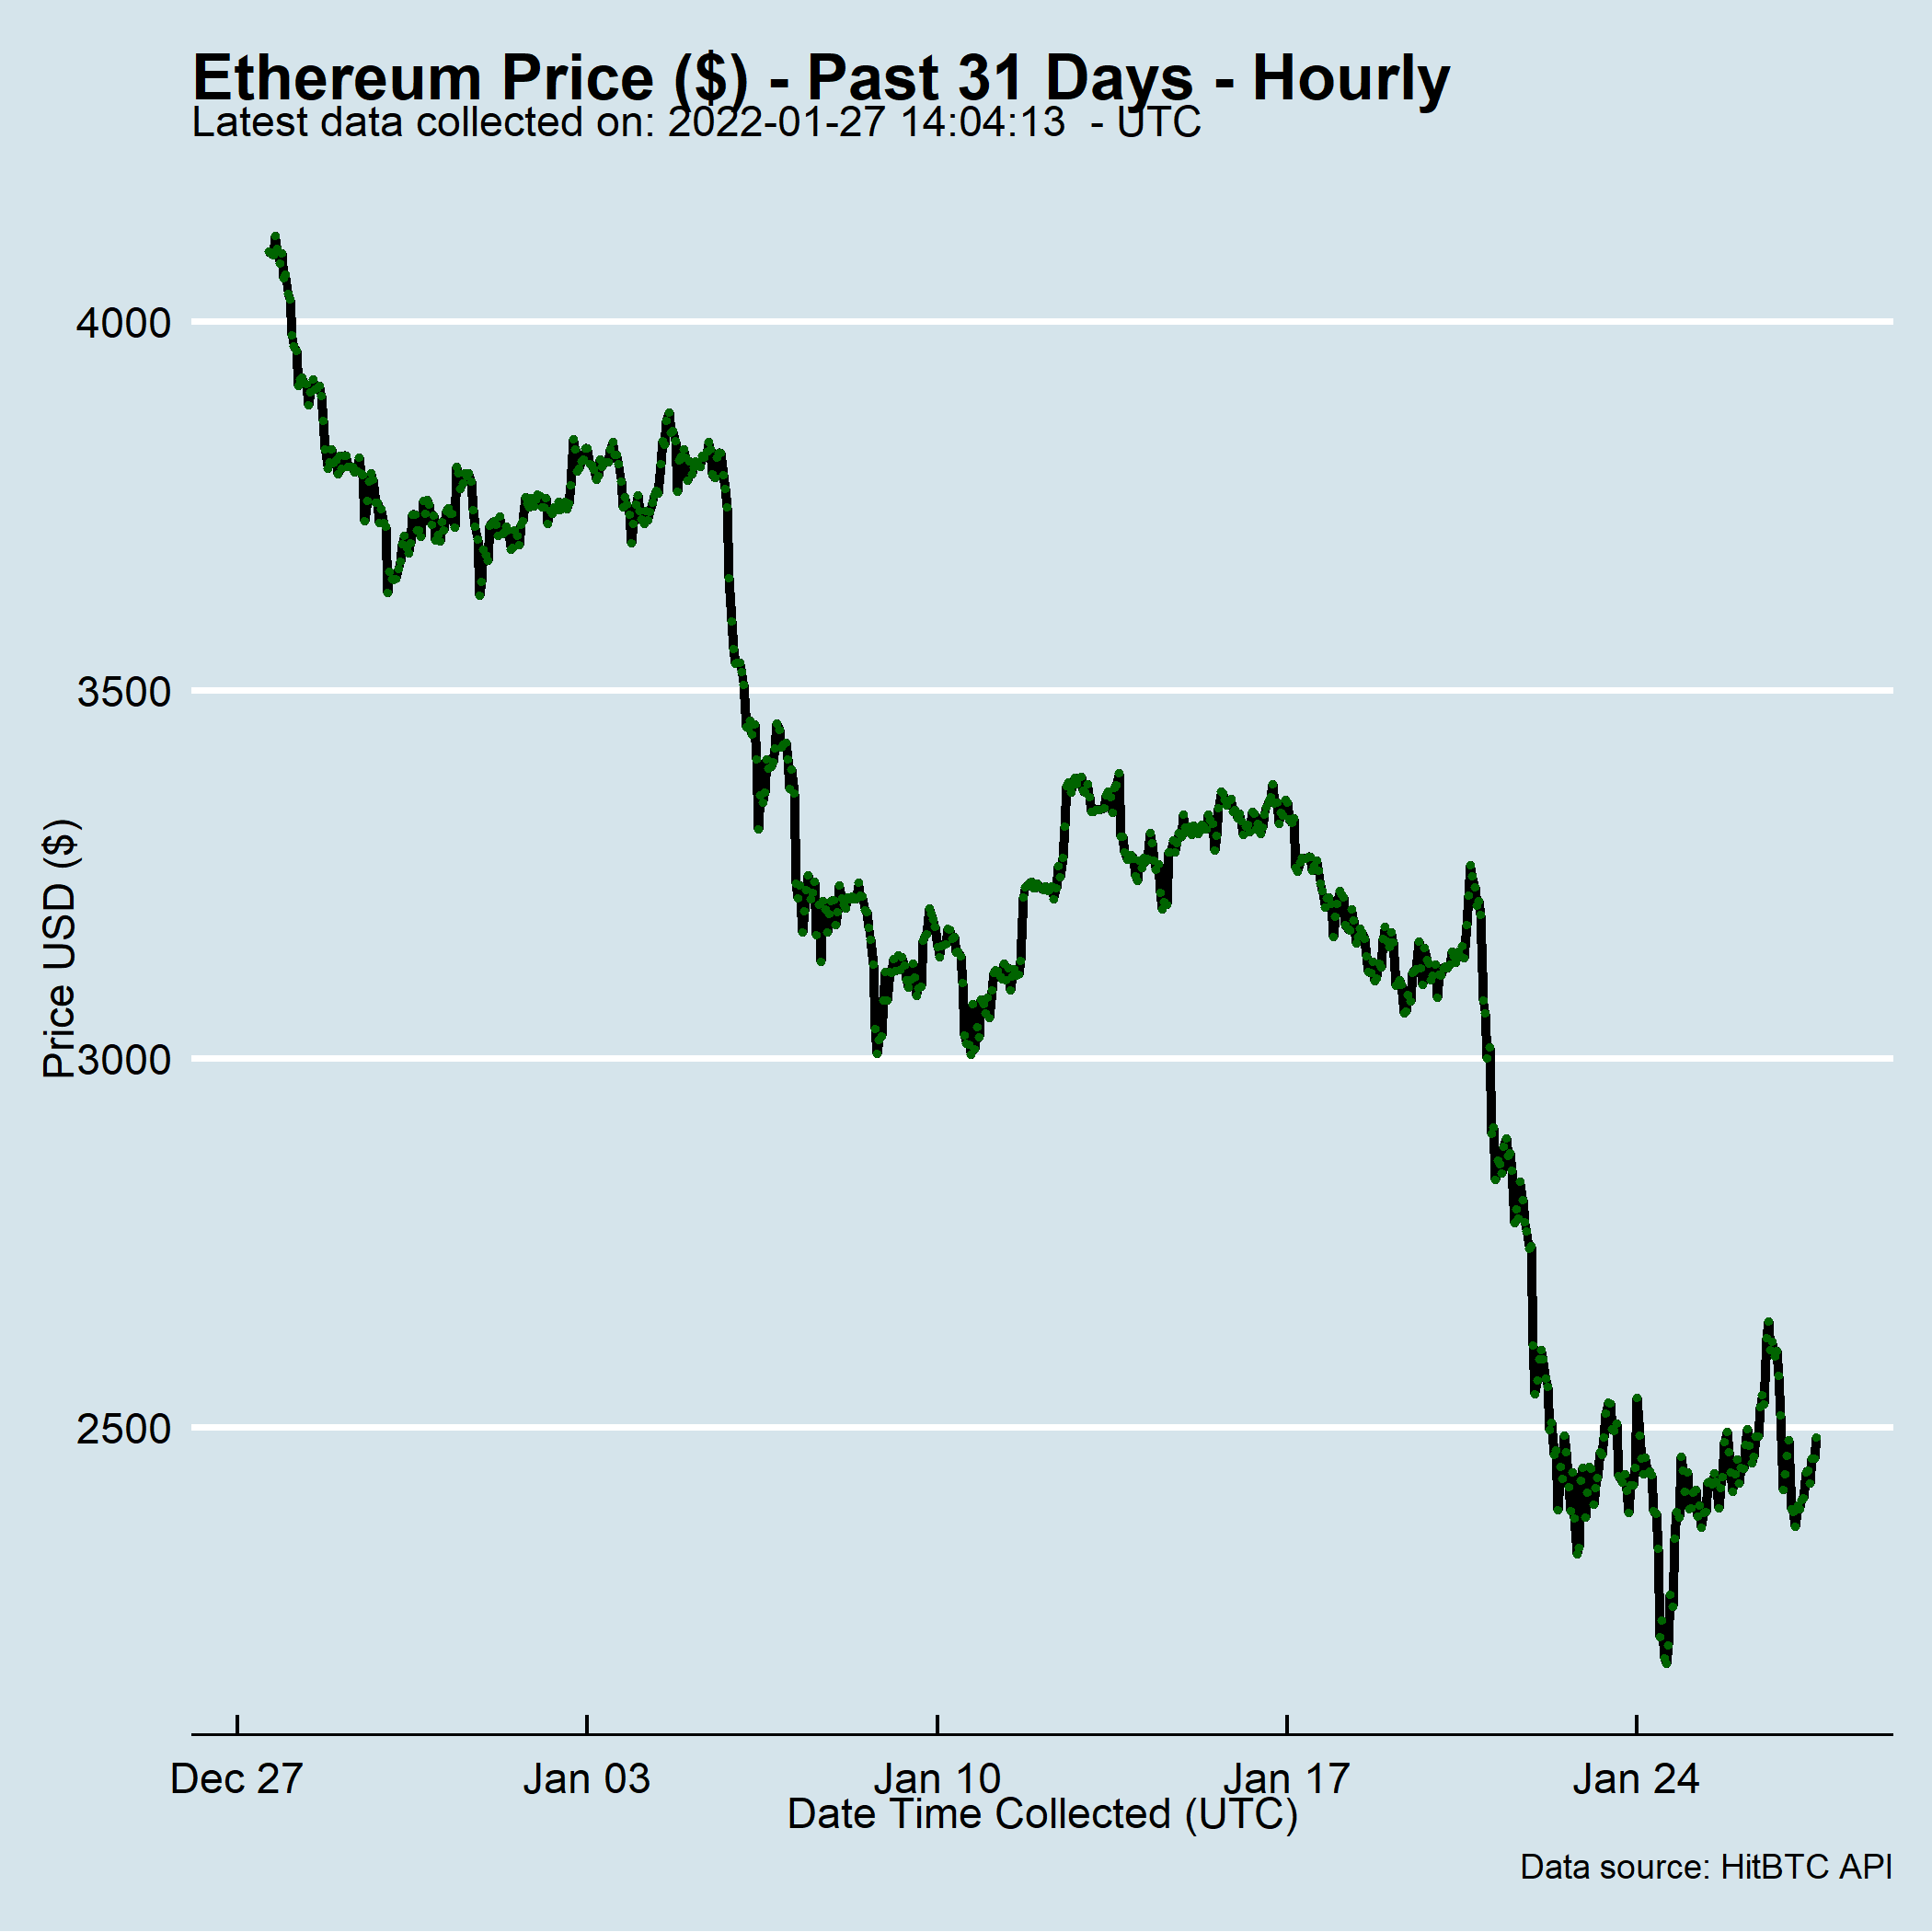 Ethereum Price ($) - Past 31 Days - Hourly
Latest data collected on: 2022-01-27 14:04:13  - UTC
Price USD ($)
4000
3500
3000
2500
Dec 27 Jan 03 Jan 10 Jan 17 Jan 24
Date Time Collected (UTC)
Data source: HitBTC API